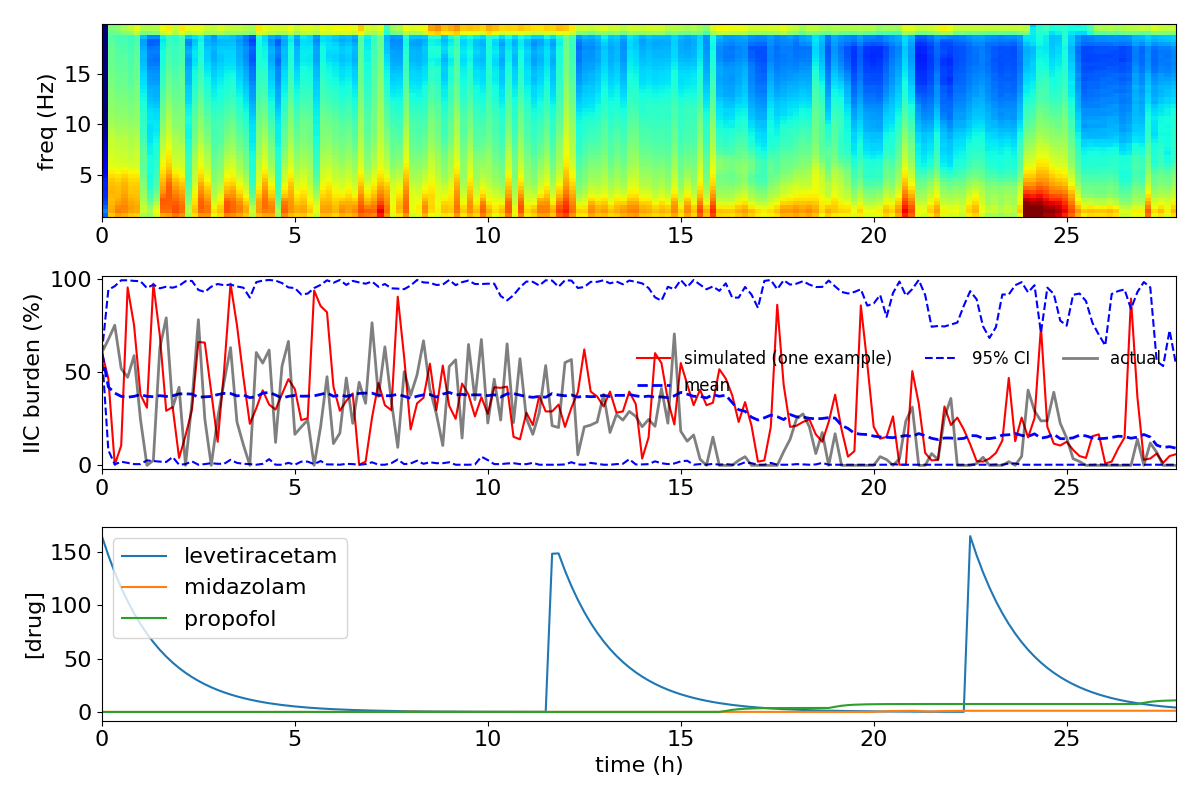 freq (Hz)
15
10
5
0 5 10 15 20 25
IIC burden (%)
100
50
0
simulated (one example) 95% CI actual
mean
0 5 10 15 20 25
[drug]
150
100
50
0
levetiracetam
midazolam
propofol
0 5 10 15 20 25
time (h)